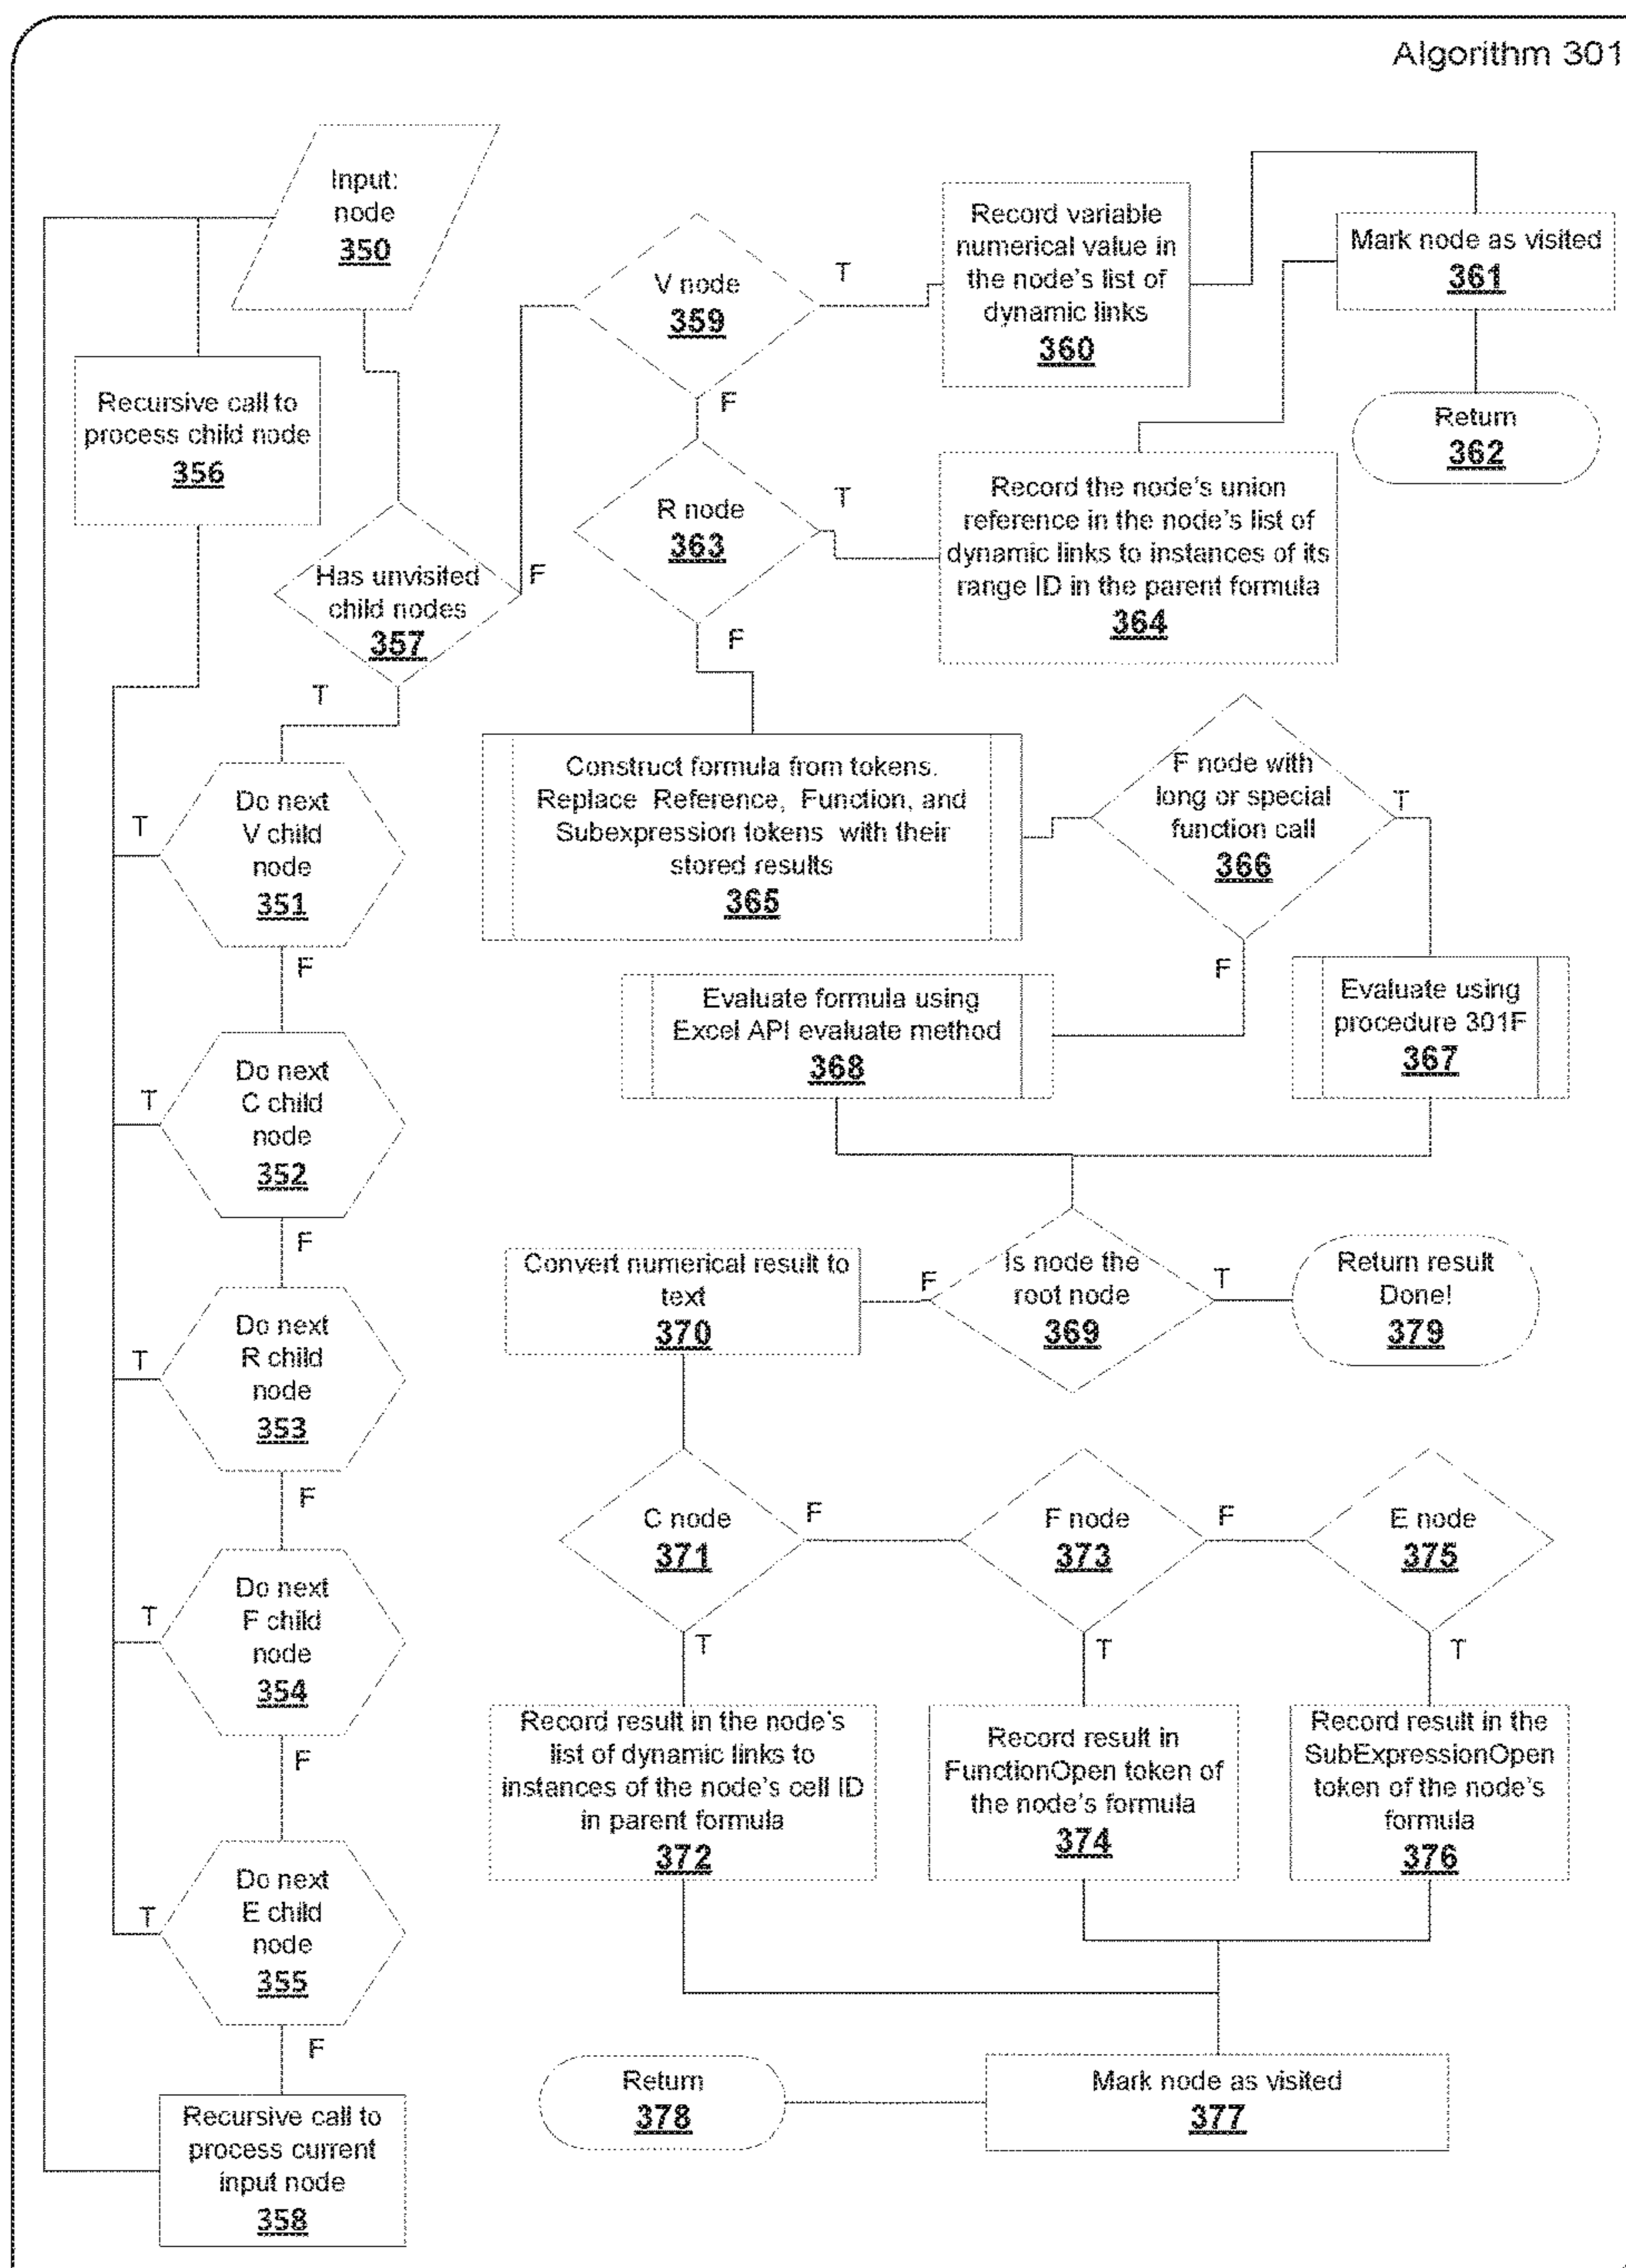 Algorithm 301
Input:
node
350
Recursive call to
process child node
356
Has unvisited
child nodes
357
F
T
Do next
V child
node
351
T
F
Do next
C child
node
352
T
F
Do next
R child
node
353
T
F
Do next
F child
node
354
T
F
Do next
E child
node
355
T
F
Recursive call to
process current
input node
358
V node
359
T
F
Record variable
numerical value in
the node's list of
dynamic links
360
Mark node as visited
361
Return
362
R node
363
T
F
Record the node's union
reference in the node's list of
dynamic links to instances of its
range ID in the parent formula
364
Construct formula from tokens.
Replace Reference, Function, and
Subexpression tokens with their
stored results
365
F node with
long or special
function call
366
T
F
Evaluate formula using
Excel API evaluate method
368
Evaluate using
procedure 301F
367
Convert numerical result to
text
370
F
Is node the
root node
369
T
Return result
Done!
379
C node
371
F
T
F node
373
F
T
E node
375
T
Record result in the node's
list of dynamic links to
instances of the node's cell ID
in parent formula
372
Record result in
FunctionOpen token of
the node's formula
374
Record result in the
SubExpressionOpen
token of the node's
formula
376
Return
378
Mark node as visited
377